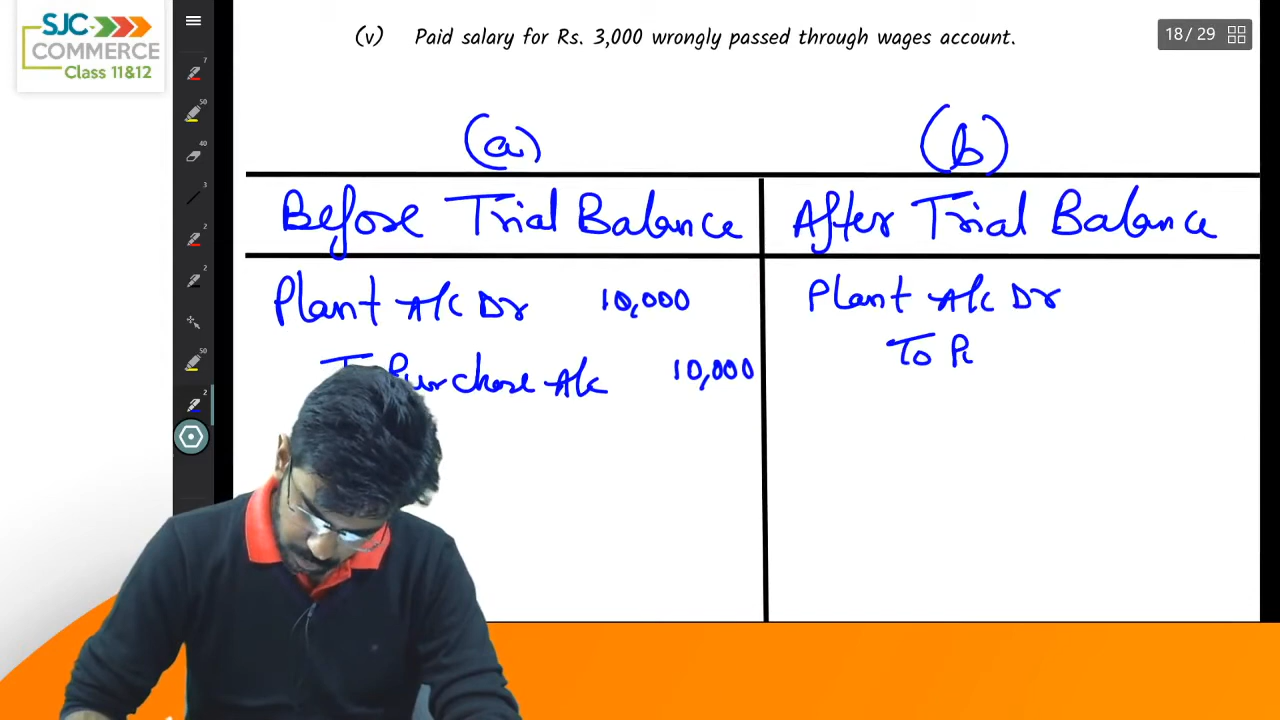 SJC
COMMERCE
Class 11&12
(v) Paid salary for Rs. 3,000 wrongly passed through wages account.
18 / 29
(a)
(b)
Before Trial Balance
After Trial Balance
Plant A/c Dr 10,000
To Purchase A/c 10,000
Plant A/c Dr
To P